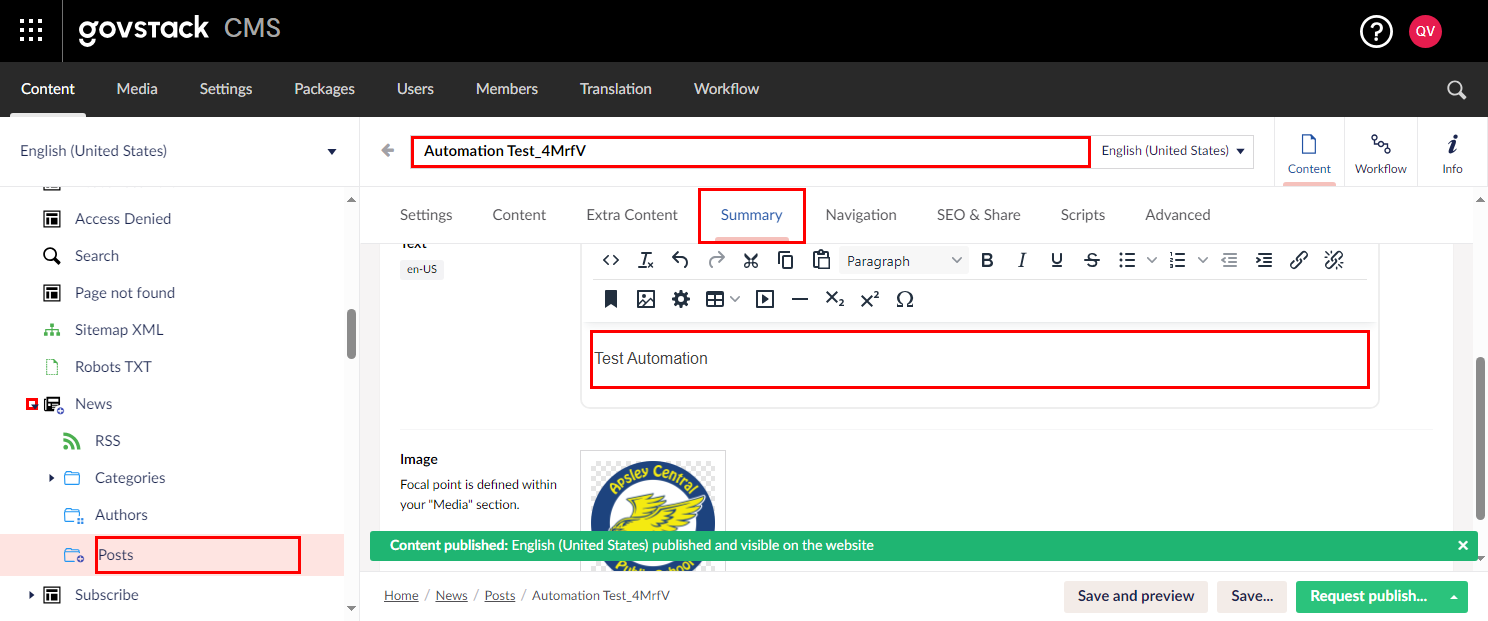 govstack CMS
?
QV
Content Media Settings Packages Users Members Translation Workflow
English (United States)
Automation Test_4MrfV
English (United States)
Content
Workflow
Info
Access Denied
Search
Page not found
Sitemap XML
Robots TXT
News
RSS
Categories
Authors
Posts
Subscribe
Settings Content Extra Content Summary Navigation SEO & Share Scripts Advanced
Text
en-US
Paragraph
Test Automation
Image
Focal point is defined within
your "Media" section.
Apsley Central
Public School
Content published: English (United States) published and visible on the website
Home / News / Posts / Automation Test_4MrfV
Save and preview
Save...
Request publish...